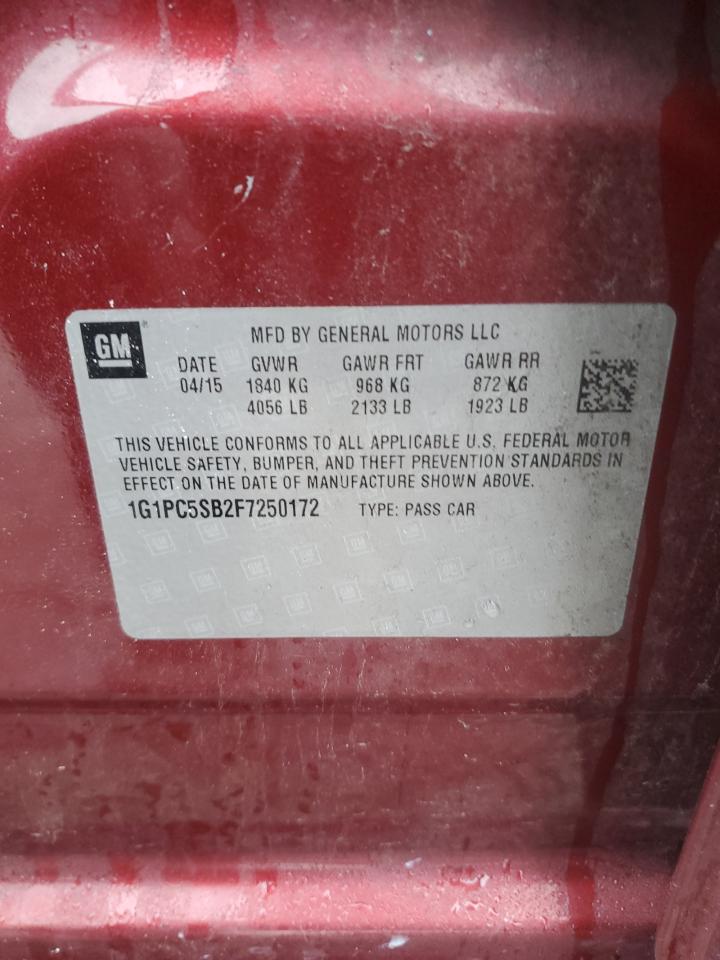 GM
MFD BY GENERAL MOTORS LLC
DATE GVWR GAWR FRT GAWR RR
04/15 1840 KG 968 KG 872 KG
4056 LB 2133 LB 1923 LB
THIS VEHICLE CONFORMS TO ALL APPLICABLE U.S. FEDERAL MOTOR
VEHICLE SAFETY, BUMPER, AND THEFT PREVENTION STANDARDS IN
EFFECT ON THE DATE OF MANUFACTURE SHOWN ABOVE.
1G1PC5SB2F7250172 TYPE: PASS CAR